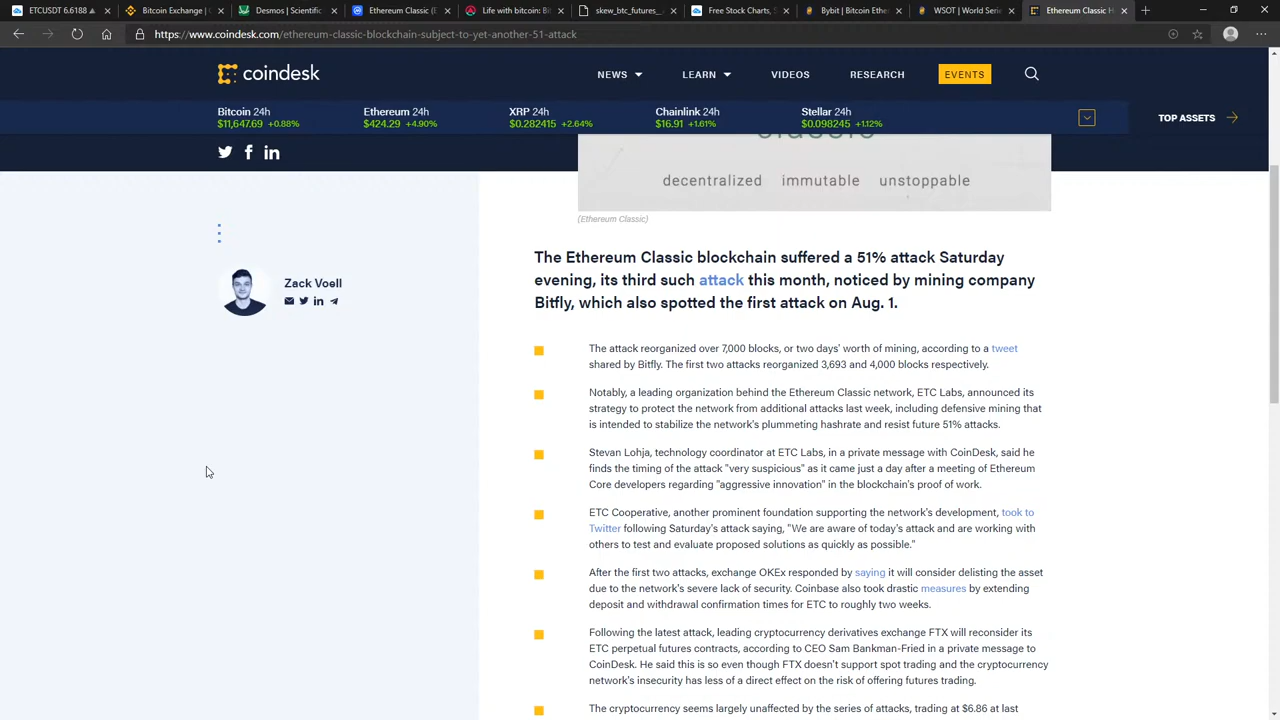 ETCUSDT 6.6189
Bitcoin Exchange |
Desmos | Scientific
Ethereum Classic (E
Life with bitcoin: Bi
skew_btc_futures_
Free Stock Charts, S
Bybit | Bitcoin Ethe
WSOT | World Serie
Ethereum Classic H
https://www.coindesk.com/ethereum-classic-blockchain-subject-to-yet-another-51-attack
coindesk
NEWS
LEARN
VIDEOS
RESEARCH
EVENTS
Bitcoin 24h
$11,647.69 +0.88%
Ethereum 24h
$424.29 +4.90%
XRP 24h
$0.282415 +2.64%
Chainlink 24h
$16.91 +1.61%
Stellar 24h
$0.098245 +1.12%
TOP ASSETS
classic
decentralized immutable unstoppable
(Ethereum Classic)
Zack Voell
The Ethereum Classic blockchain suffered a 51% attack Saturday
evening, its third such attack this month, noticed by mining company
Bitfly, which also spotted the first attack on Aug. 1.
The attack reorganized over 7,000 blocks, or two days' worth of mining, according to a tweet
shared by Bitfly. The first two attacks reorganized 3,693 and 4,000 blocks respectively.
Notably, a leading organization behind the Ethereum Classic network, ETC Labs, announced its
strategy to protect the network from additional attacks last week, including defensive mining that
is intended to stabilize the network's plummeting hashrate and resist future 51% attacks.
Stevan Lohja, technology coordinator at ETC Labs, in a private message with CoinDesk, said he
finds the timing of the attack "very suspicious" as it came just a day after a meeting of Ethereum
Core developers regarding "aggressive innovation" in the blockchain's proof of work.
ETC Cooperative, another prominent foundation supporting the network's development, took to
Twitter following Saturday's attack saying, "We are aware of today's attack and are working with
others to test and evaluate proposed solutions as quickly as possible."
After the first two attacks, exchange OKEx responded by saying it will consider delisting the asset
due to the network's severe lack of security. Coinbase also took drastic measures by extending
deposit and withdrawal confirmation times for ETC to roughly two weeks.
Following the latest attack, leading cryptocurrency derivatives exchange FTX will reconsider its
ETC perpetual futures contracts, according to CEO Sam Bankman-Fried in a private message to
CoinDesk. He said this is so even though FTX doesn't support spot trading and the cryptocurrency
network's insecurity has less of a direct effect on the risk of offering futures trading.
The cryptocurrency seems largely unaffected by the series of attacks, trading at $6.86 at last